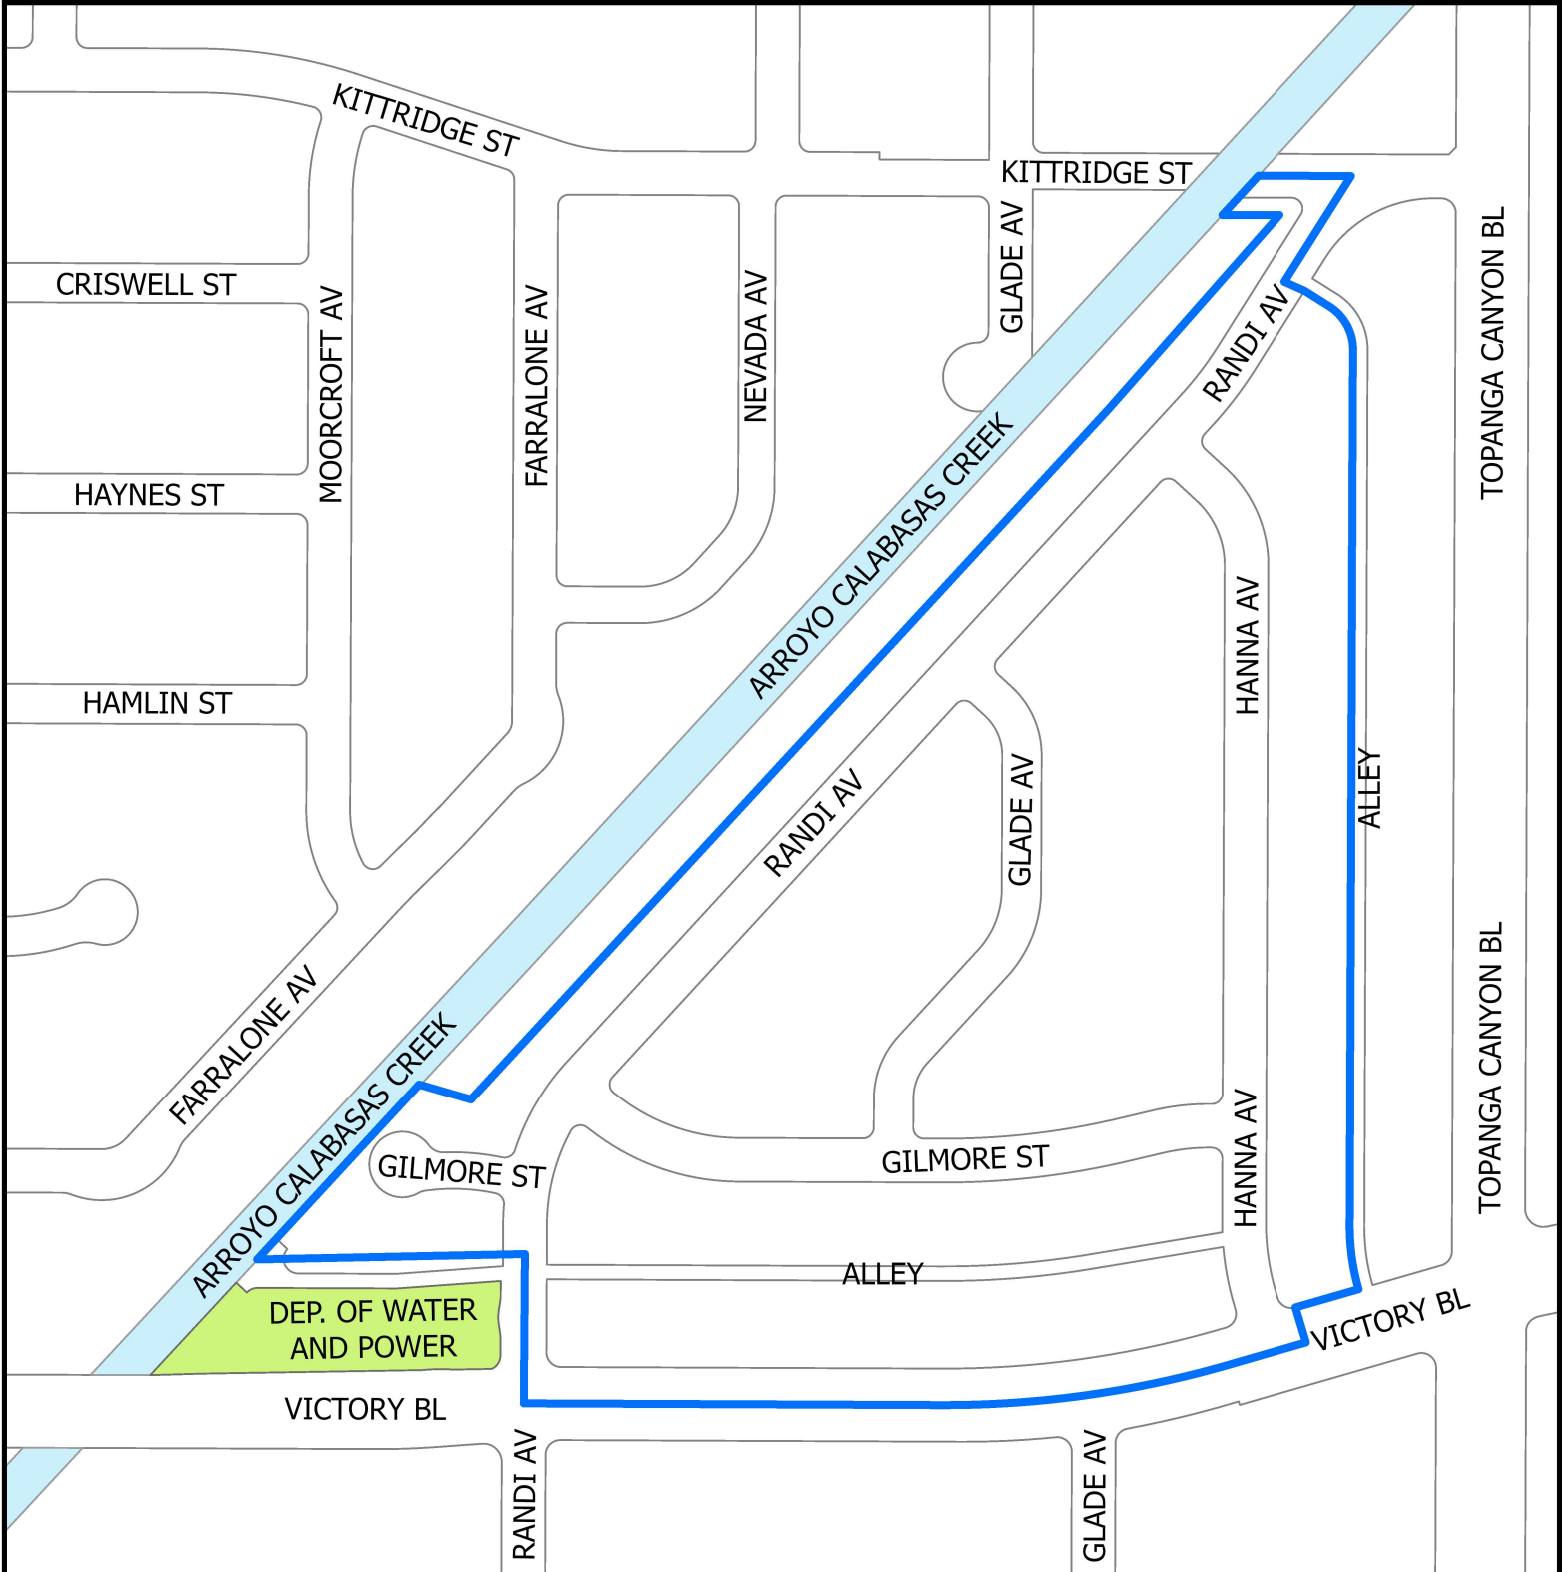 KITTRIDGE ST
KITTRIDGE ST
GLADE AV
CRISWELL ST
MOORCROFT AV
FARRALONE AV
NEVADA AV
RANDI AV
TOPANGA CANYON BL
HAYNES ST
ARROYO CALABASAS CREEK
HANNA AV
HAMLIN ST
RANDI AV
GLADE AV
ALLEY
FARRALONE AV
ARROYO CALABASAS CREEK
TOPANGA CANYON BL
GILMORE ST
GILMORE ST
HANNA AV
ALLEY
DEP. OF WATER
AND POWER
VICTORY BL
VICTORY BL
RANDI AV
GLADE AV